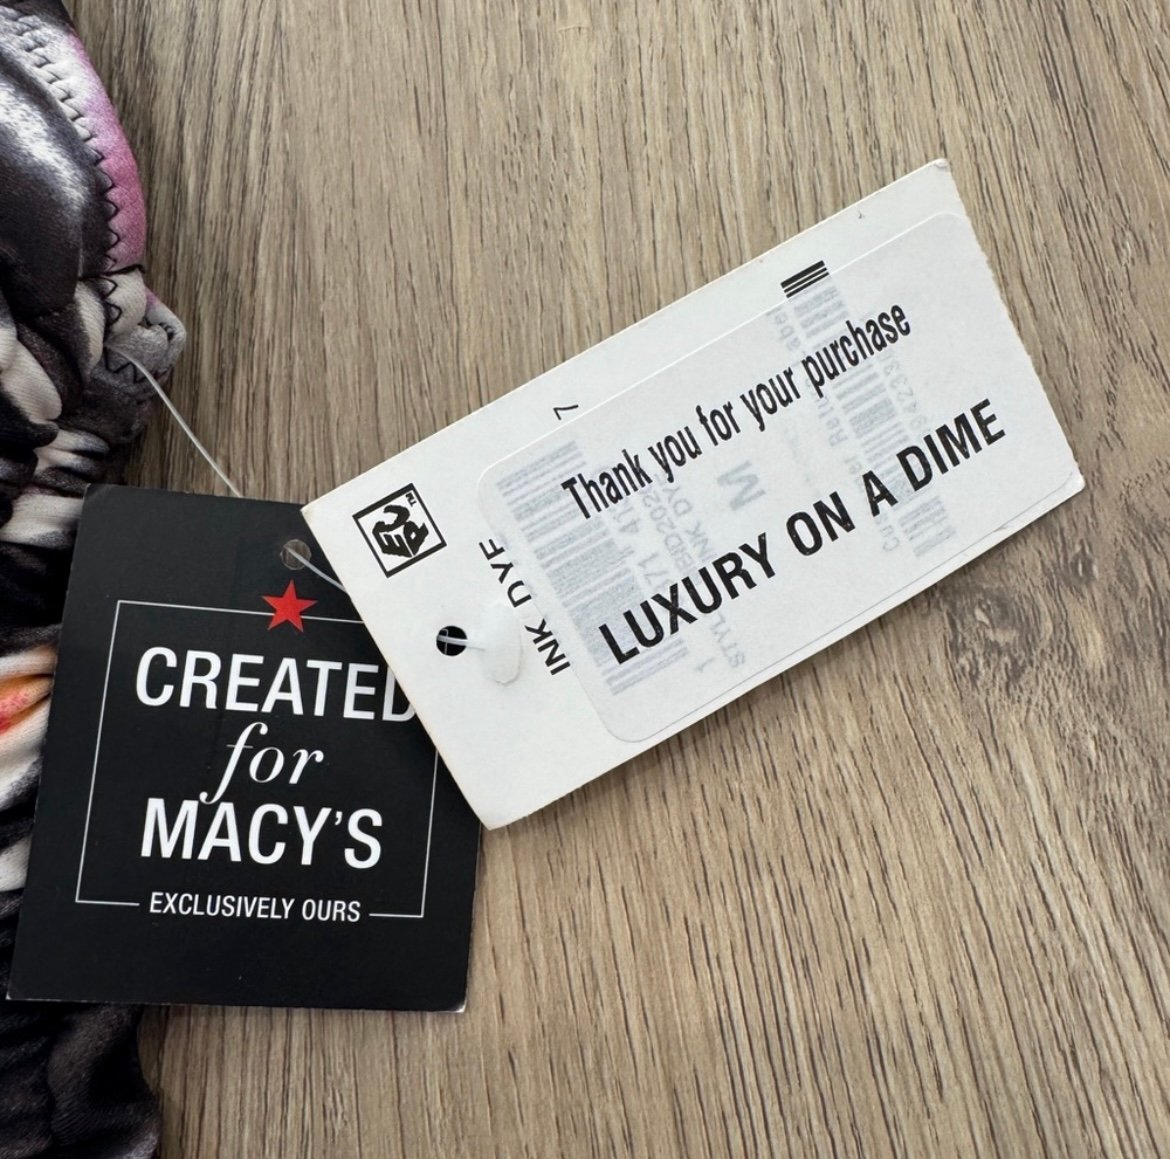 CREATED
for
MACY'S
EXCLUSIVELY OURS
INK DYE
7
Thank you for your purchase
LUXURY ON A DIME
M